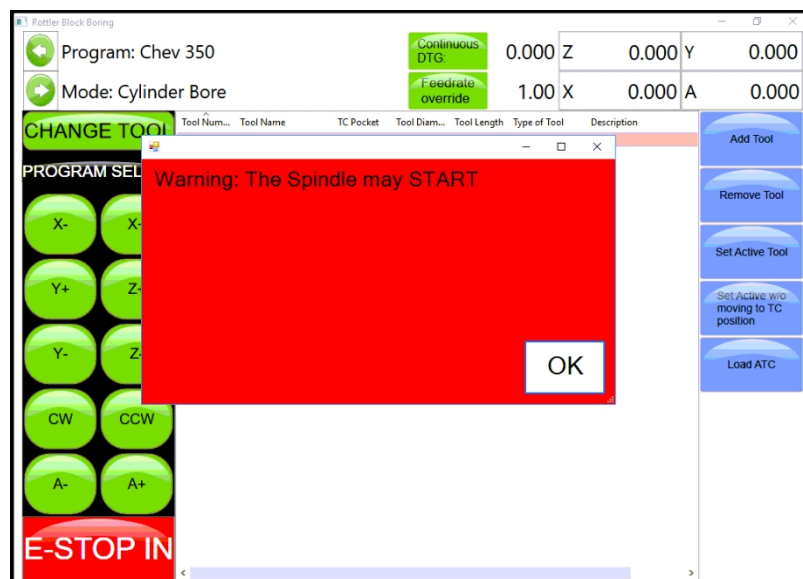 Rottler Block Boring
Program: Chev 350
Continuous DTG:
0.000 Z
0.000 Y
0.000
Mode: Cylinder Bore
Feedrate override
1.00 X
0.000 A
0.000
CHANGE TOOL
Tool Num... Tool Name TC Pocket Tool Diam... Tool Length Type of Tool Description
Add Tool
PROGRAM SEL
Warning: The Spindle may START
Remove Tool
X-
X-
Set Active Tool
Y+
Set Active w/o
moving to TC
position
Y-
OK
Load ATC
CW
CCW
A-
A+
E-STOP IN